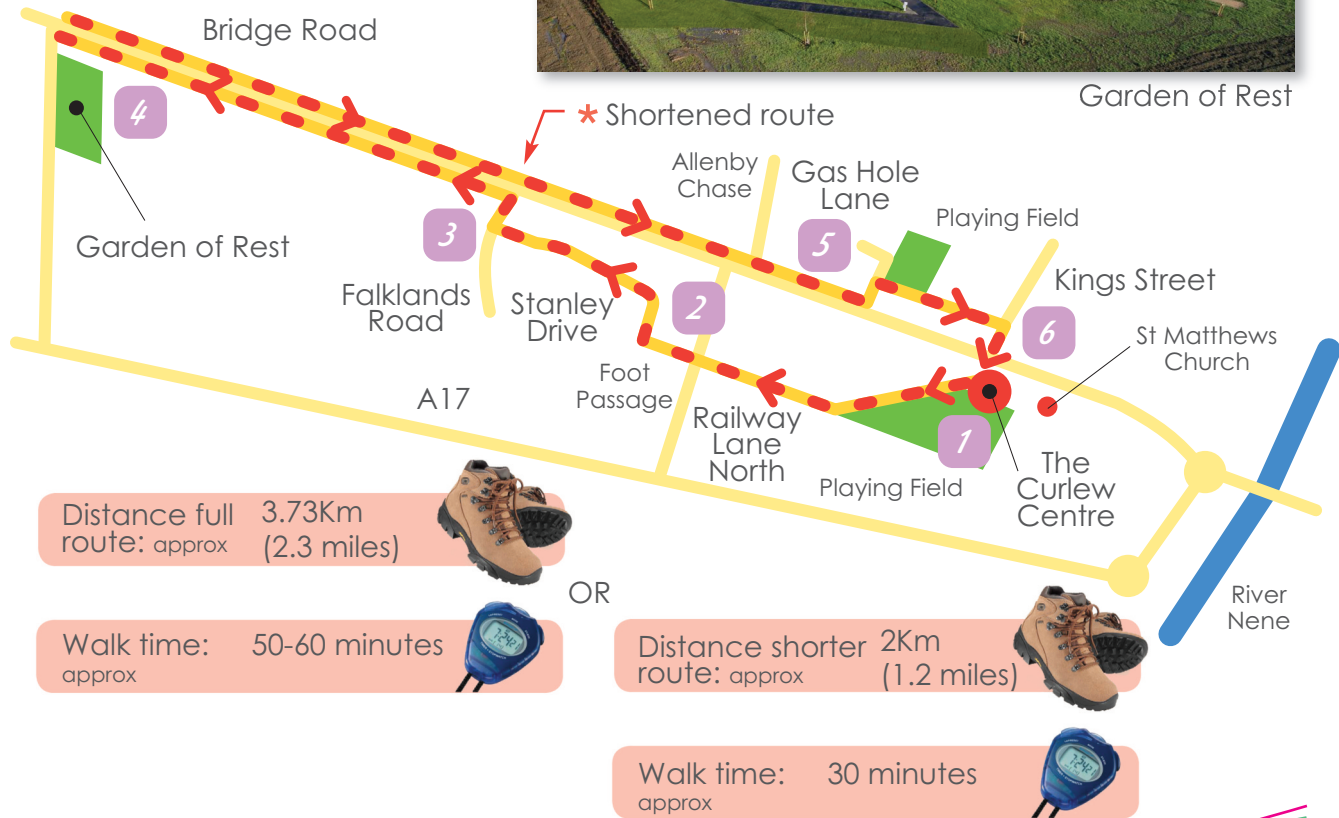 Bridge Road
Garden of Rest
* Shortened route
Allenby
Chase
Gas Hole
Lane
Playing Field
4
5
3
Garden of Rest
Kings Street
Falklands
Road
Stanley
Drive
2
6
St Matthews
Church
Foot
Passage
A17
Railway
Lane
North
1
Playing Field
The
Curlew
Centre
River
Nene
Distance full 3.73Km
route: approx (2.3 miles)
OR
Walk time: 50-60 minutes
approx
Distance shorter 2Km
route: approx (1.2 miles)
Walk time: 30 minutes
approx